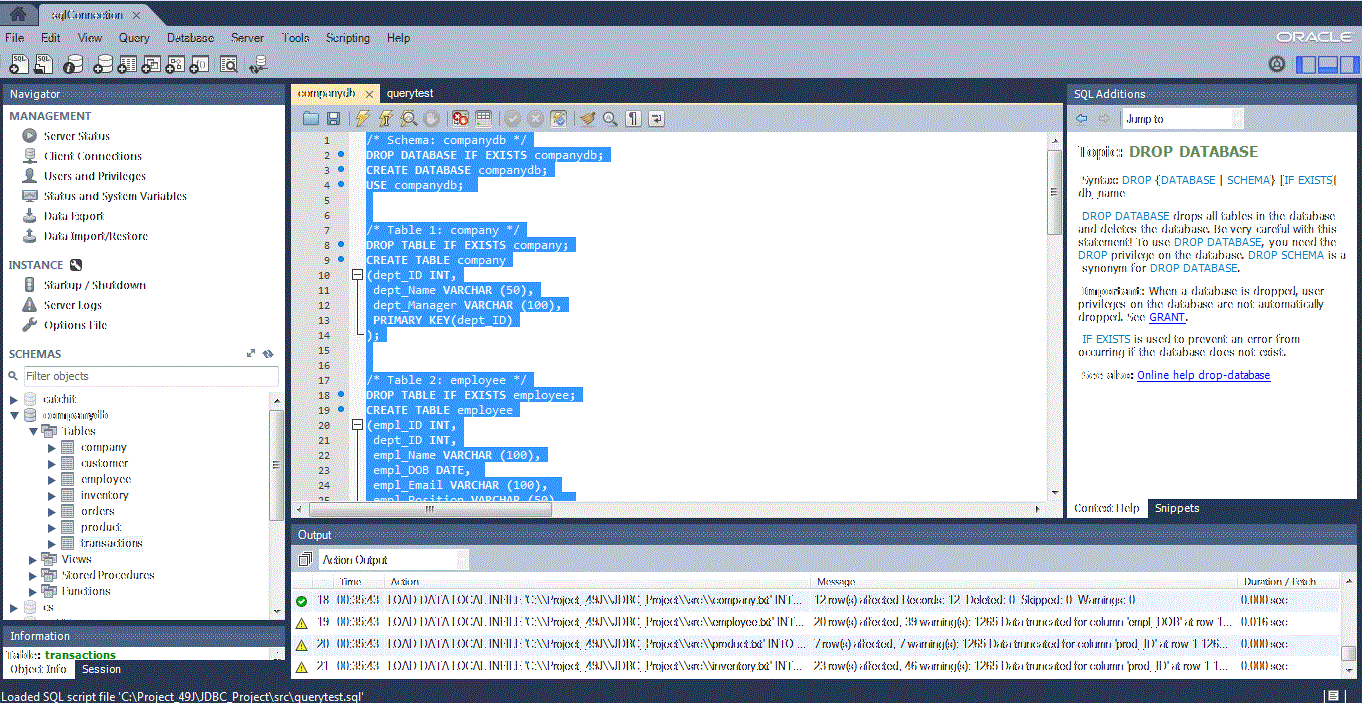 sqlConnection ×
File Edit View Query Database Server Tools Scripting Help
ORACLE
Navigator
MANAGEMENT
Server Status
Client Connections
Users and Privileges
Status and System Variables
Data Export
Data Import/Restore
INSTANCE
Startup / Shutdown
Server Logs
Options File
SCHEMAS
Filter objects
catchit
companydb
Tables
company
customer
employee
inventory
orders
product
transactions
Views
Stored Procedures
Functions
cs
Information
Table: transactions
Object Info Session
companydb × querytest
1 /* Schema: companydb */
2 DROP DATABASE IF EXISTS companydb;
3 CREATE DATABASE companydb;
4 USE companydb;
5
6
7 /* Table 1: company */
8 DROP TABLE IF EXISTS company;
9 CREATE TABLE company
10 (dept_ID INT,
11 dept_Name VARCHAR (50),
12 dept_Manager VARCHAR (100),
13 PRIMARY KEY(dept_ID)
14 );
15
16
17 /* Table 2: employee */
18 DROP TABLE IF EXISTS employee;
19 CREATE TABLE employee
20 (empl_ID INT,
21 dept_ID INT,
22 empl_Name VARCHAR (100),
23 empl_DOB DATE,
24 empl_Email VARCHAR (100),
25 empl_Position VARCHAR (50)
SQL Additions
Jump to
Topic: DROP DATABASE
Syntax: DROP {DATABASE | SCHEMA} [IF EXISTS]
db_name
DROP DATABASE drops all tables in the database
and deletes the database. Be very careful with this
statement! To use DROP DATABASE, you need the
DROP privilege on the database. DROP SCHEMA is a
synonym for DROP DATABASE.
Important: When a database is dropped, user
privileges on the database are not automatically
dropped. See GRANT.
IF EXISTS is used to prevent an error from
occurring if the database does not exist.
See also: Online help drop-database
Context Help Snippets
Output
Action Output
Time Action Message Duration / Fetch
18 00:35:43 LOAD DATA LOCAL INFILE 'C:\\Project_49J\\JDBC_Project\\src\\company.txt' INT... 12 row(s) affected Records: 12 Deleted: 0 Skipped: 0 Warnings: 0 0.000 sec
19 00:35:43 LOAD DATA LOCAL INFILE 'C:\\Project_49J\\JDBC_Project\\src\\employee.txt' INT... 20 row(s) affected, 39 warning(s): 1265 Data truncated for column 'empl_DOB' at row 1... 0.016 sec
20 00:35:43 LOAD DATA LOCAL INFILE 'C:\\Project_49J\\JDBC_Project\\src\\product.txt' INTO ... 7 row(s) affected, 7 warning(s): 1265 Data truncated for column 'prod_ID' at row 1 126... 0.000 sec
21 00:35:43 LOAD DATA LOCAL INFILE 'C:\\Project_49J\\JDBC_Project\\src\\inventory.txt' INT... 23 row(s) affected, 46 warning(s): 1265 Data truncated for column 'prod_ID' at row 1 1... 0.000 sec
Loaded SQL script file 'C:\Project_49J\JDBC_Project\src\querytest.sql'